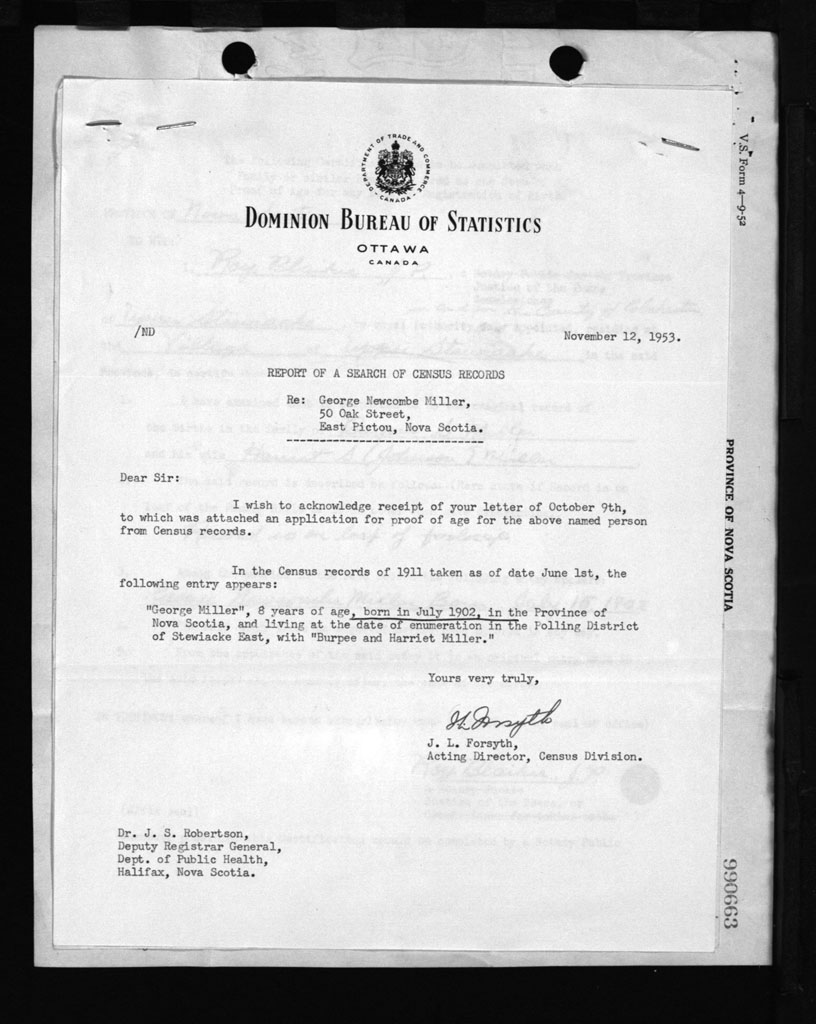 V.S. Form 4-9-52
DEPARTMENT OF TRADE AND COMMERCE
CANADA
DOMINION BUREAU OF STATISTICS
OTTAWA
CANADA
/ND
November 12, 1953.
REPORT OF A SEARCH OF CENSUS RECORDS
Re: George Newcombe Miller,
50 Oak Street,
East Pictou, Nova Scotia.
Dear Sir:
I wish to acknowledge receipt of your letter of October 9th,
to which was attached an application for proof of age for the above named person
from Census records.
In the Census records of 1911 taken as of date June 1st, the
following entry appears:
"George Miller", 8 years of age, born in July 1902, in the Province of
Nova Scotia, and living at the date of enumeration in the Polling District
of Stewiacke East, with "Burpee and Harriet Miller."
Yours very truly,
J. L. Forsyth,
Acting Director, Census Division.
Dr. J. S. Robertson,
Deputy Registrar General,
Dept. of Public Health,
Halifax, Nova Scotia.
PROVINCE OF NOVA SCOTIA
990663